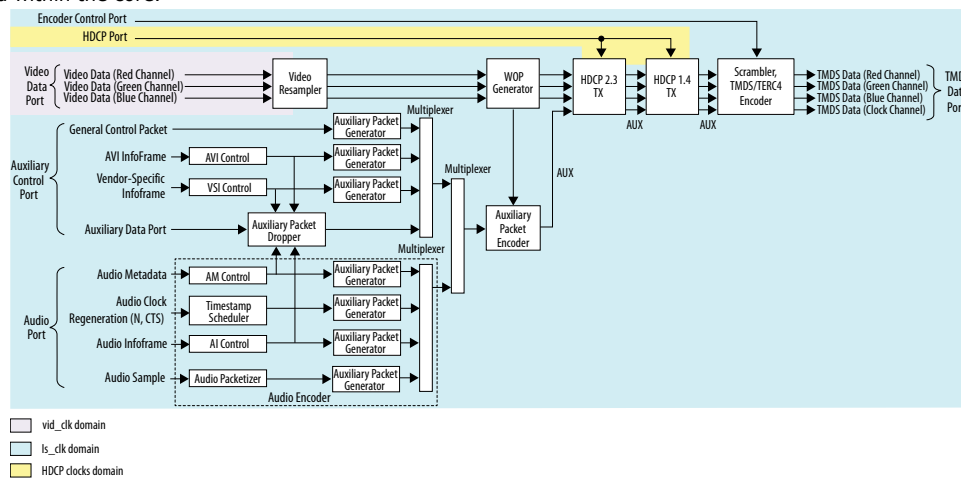 Encoder Control Port
HDCP Port
Video
Data
Port
Video Data (Red Channel)
Video Data (Green Channel)
Video Data (Blue Channel)
Video
Resampler
WOP
Generator
HDCP 2.3
TX
HDCP 1.4
TX
Scrambler,
TMDS/TERC4
Encoder
TMDS Data (Red Channel)
TMDS Data (Green Channel)
TMDS Data (Blue Channel)
TMDS Data (Clock Channel)
AUX
AUX
Multiplexer
General Control Packet
Auxiliary Packet
Generator
Auxiliary
Control
Port
AVI InfoFrame
AVI Control
Auxiliary Packet
Generator
Vendor-Specific
Infoframe
VSI Control
Auxiliary Packet
Generator
Multiplexer
AUX
Auxiliary Data Port
Auxiliary Packet
Dropper
Auxiliary
Packet
Encoder
Multiplexer
Audio
Port
Audio Metadata
AM Control
Auxiliary Packet
Generator
Audio Clock
Regeneration (N, CTS)
Timestamp
Scheduler
Auxiliary Packet
Generator
Audio Infoframe
AI Control
Auxiliary Packet
Generator
Audio Sample
Audio Packetizer
Auxiliary Packet
Generator
Audio Encoder
vid_clk domain
ls_clk domain
HDCP clocks domain